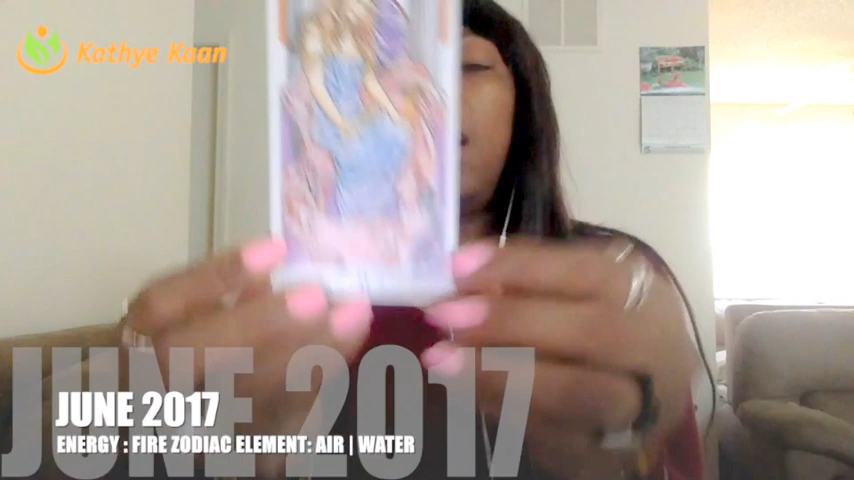 Kathye Kaan
JUNE 2017
JUNE 2017
ENERGY : FIRE ZODIAC ELEMENT: AIR | WATER